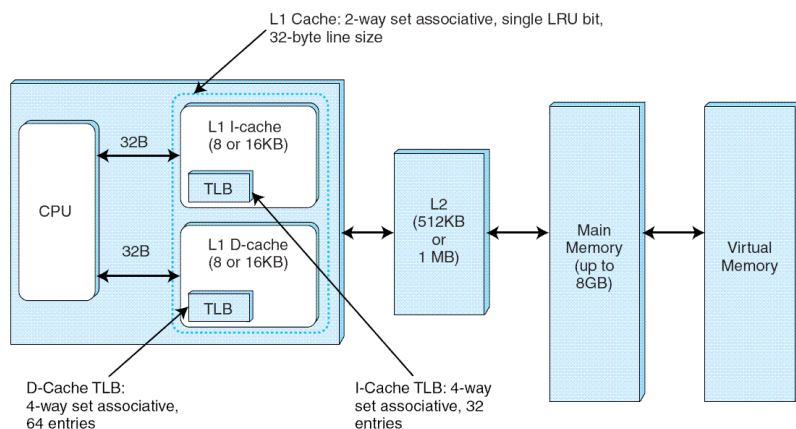 L1 Cache: 2-way set associative, single LRU bit,
32-byte line size
CPU
32B
L1 I-cache
(8 or 16KB)
TLB
32B
L1 D-cache
(8 or 16KB)
TLB
L2
(512KB
or
1 MB)
Main
Memory
(up to
8GB)
Virtual
Memory
D-Cache TLB:
4-way set associative,
64 entries
I-Cache TLB: 4-way
set associative, 32
entries